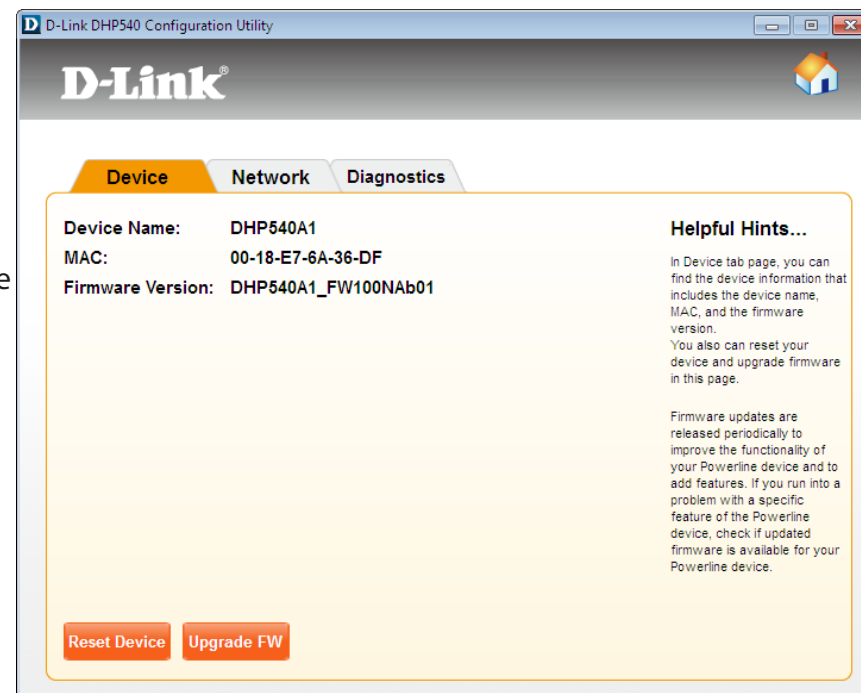 D D-Link DHP540 Configuration Utility
D-Link®
Device Network Diagnostics
Device Name: DHP540A1
MAC: 00-18-E7-6A-36-DF
Firmware Version: DHP540A1_FW100NAb01
e
Helpful Hints...
In Device tab page, you can
find the device information that
includes the device name,
MAC, and the firmware
version.
You also can reset your
device and upgrade firmware
in this page.
Firmware updates are
released periodically to
improve the functionality of
your Powerline device and to
add features. If you run into a
problem with a specific
feature of the Powerline
device, check if updated
firmware is available for your
Powerline device.
Reset Device Upgrade FW